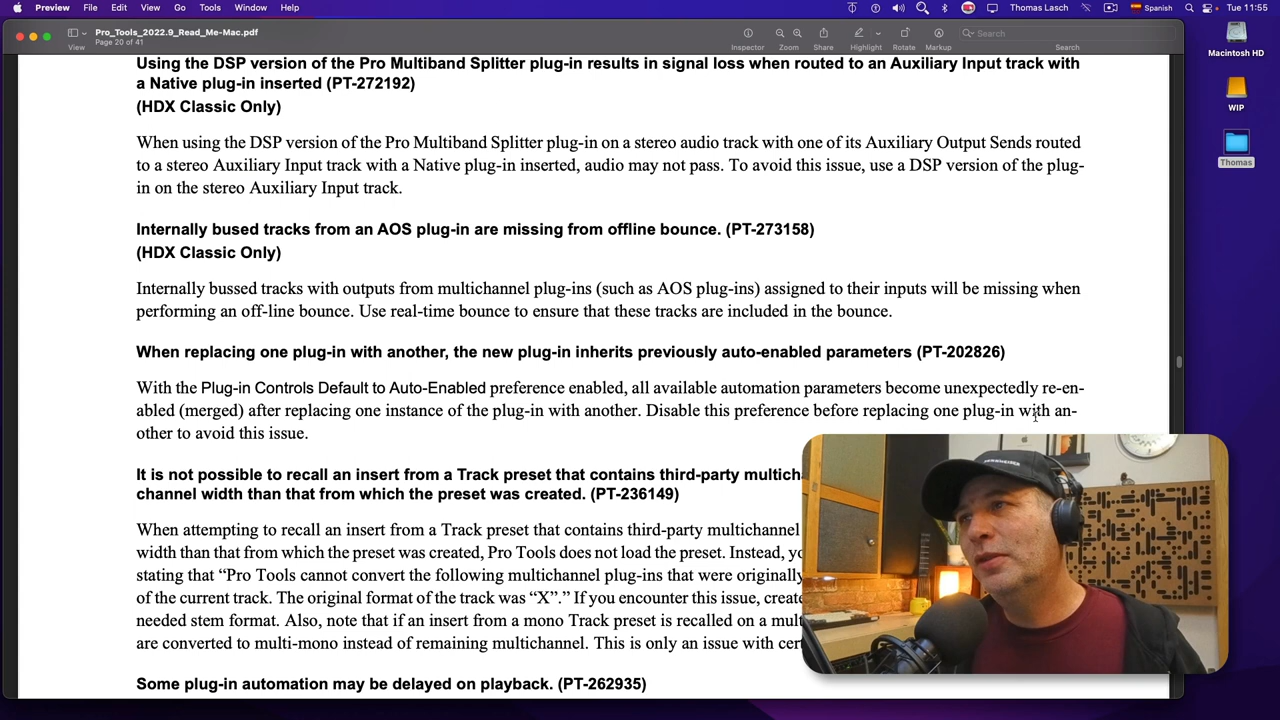 Preview File Edit View Go Tools Window Help Thomas Lasch Spanish Tue 11:55
Pro_Tools_2022.9_Read_Me-Mac.pdf
Page 20 of 41
View Inspector Zoom Share Highlight Rotate Markup Search Search
Macintosh HD
WIP
Thomas
Using the DSP version of the Pro Multiband Splitter plug-in results in signal loss when routed to an Auxiliary Input track with
a Native plug-in inserted (PT-272192)
(HDX Classic Only)
When using the DSP version of the Pro Multiband Splitter plug-in on a stereo audio track with one of its Auxiliary Output Sends routed
to a stereo Auxiliary Input track with a Native plug-in inserted, audio may not pass. To avoid this issue, use a DSP version of the plug-
in on the stereo Auxiliary Input track.
Internally bused tracks from an AOS plug-in are missing from offline bounce. (PT-273158)
(HDX Classic Only)
Internally bussed tracks with outputs from multichannel plug-ins (such as AOS plug-ins) assigned to their inputs will be missing when
performing an off-line bounce. Use real-time bounce to ensure that these tracks are included in the bounce.
When replacing one plug-in with another, the new plug-in inherits previously auto-enabled parameters (PT-202826)
With the Plug-in Controls Default to Auto-Enabled preference enabled, all available automation parameters become unexpectedly re-en-
abled (merged) after replacing one instance of the plug-in with another. Disable this preference before replacing one plug-in with an-
other to avoid this issue.
It is not possible to recall an insert from a Track preset that contains third-party multich
channel width than that from which the preset was created. (PT-236149)
When attempting to recall an insert from a Track preset that contains third-party multichannel
width than that from which the preset was created, Pro Tools does not load the preset. Instead, yo
stating that “Pro Tools cannot convert the following multichannel plug-ins that were originally
of the current track. The original format of the track was “X”.” If you encounter this issue, create
needed stem format. Also, note that if an insert from a mono Track preset is recalled on a mult
are converted to multi-mono instead of remaining multichannel. This is only an issue with cert
Some plug-in automation may be delayed on playback. (PT-262935)